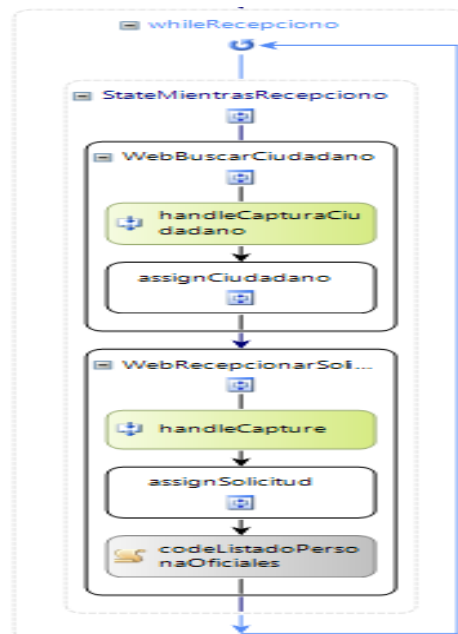 whileRecepciono
StateMientrasRecepciono
WebBuscarCiudadano
handleCapturaCiu
dadano
assignCiudadano
WebRecepcionarSoli...
handleCapture
assignSolicitud
codeListadoPerso
naOficiales